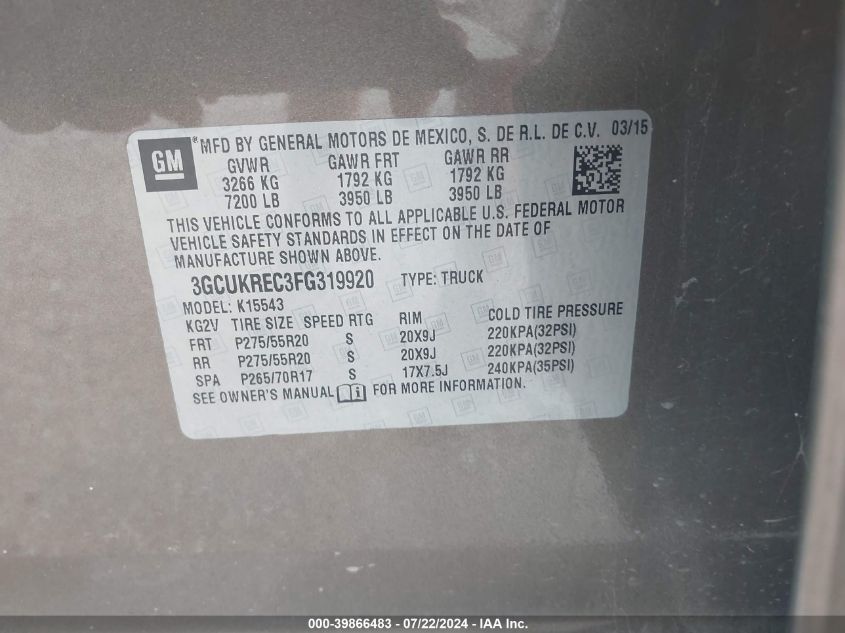 GM
® MFD BY GENERAL MOTORS DE MEXICO, S. DE R.L. DE C.V. 03/15
GVWR GAWR FRT GAWR RR
3266 KG 1792 KG 1792 KG
7200 LB 3950 LB 3950 LB
THIS VEHICLE CONFORMS TO ALL APPLICABLE U.S. FEDERAL MOTOR
VEHICLE SAFETY STANDARDS IN EFFECT ON THE DATE OF
MANUFACTURE SHOWN ABOVE.
3GCUKREC3FG319920 TYPE: TRUCK
MODEL: K15543
KG2V TIRE SIZE SPEED RTG RIM COLD TIRE PRESSURE
FRT P275/55R20 S 20X9J 220KPA(32PSI)
RR P275/55R20 S 20X9J 220KPA(32PSI)
SPA P265/70R17 S 17X7.5J 240KPA(35PSI)
SEE OWNER'S MANUAL FOR MORE INFORMATION.
000-39866483 - 07/22/2024 - IAA Inc.